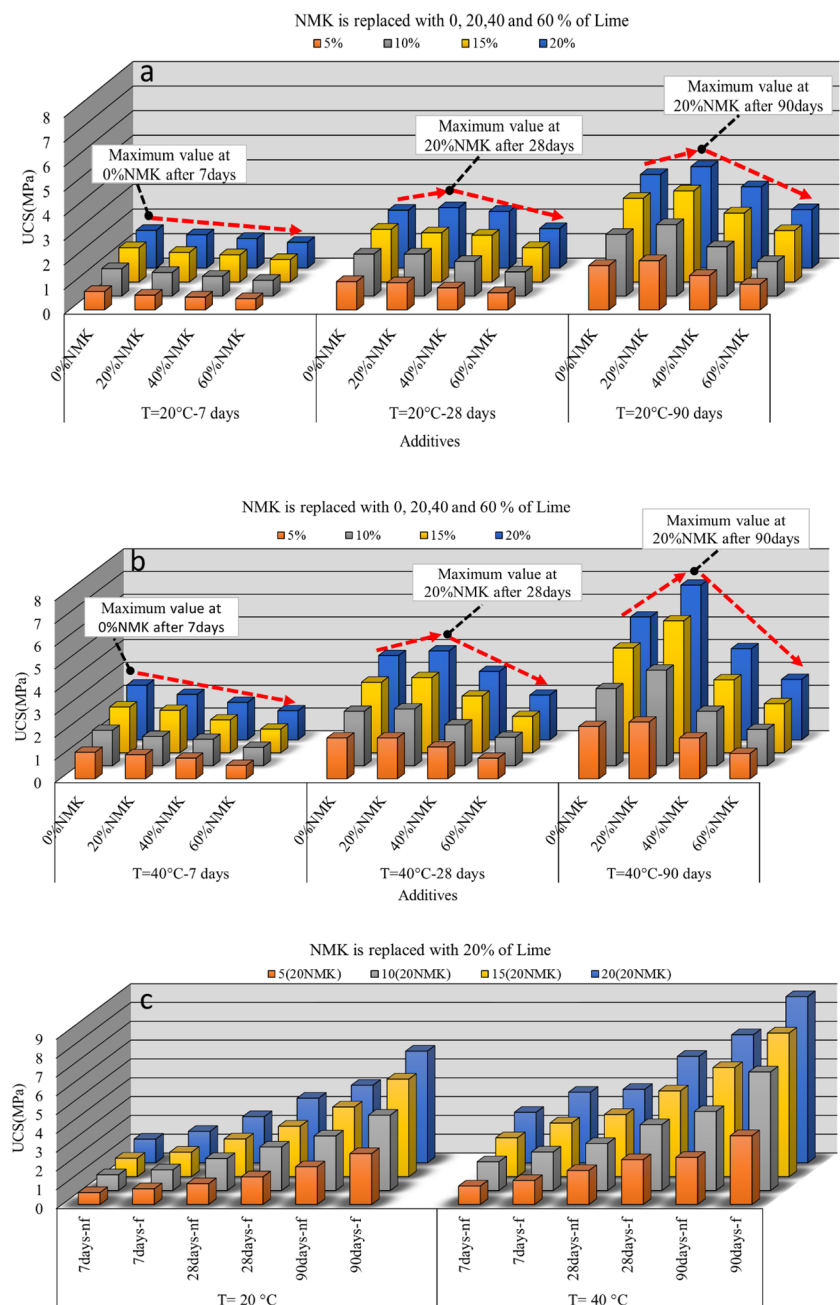 NMK is replaced with 0, 20,40 and 60 % of Lime
5% 10% 15% 20%
a
Maximum value at
20%NMK after 90days
Maximum value at
20%NMK after 28days
Maximum value at
0%NMK after 7days
UCS(MPa)
8
7
6
5
4
3
2
1
0
0%NMK 20%NMK 40%NMK 60%NMK 0%NMK 20%NMK 40%NMK 60%NMK 0%NMK 20%NMK 40%NMK 60%NMK
T=20°C-7 days T=20°C-28 days T=20°C-90 days
Additives
NMK is replaced with 0, 20,40 and 60 % of Lime
5% 10% 15% 20%
b
Maximum value at
20%NMK after 90days
Maximum value at
20%NMK after 28days
Maximum value at
0%NMK after 7days
UCS(MPa)
8
7
6
5
4
3
2
1
0
0%NMK 20%NMK 40%NMK 60%NMK 0%NMK 20%NMK 40%NMK 60%NMK 0%NMK 20%NMK 40%NMK 60%NMK
T=40°C-7 days T=40°C-28 days T=40°C-90 days
Additives
NMK is replaced with 20% of Lime
5(20NMK) 10(20NMK) 15(20NMK) 20(20NMK)
c
UCS(MPa)
9
8
7
6
5
4
3
2
1
0
7days-nf 7days-f 28days-nf 28days-f 90days-nf 90days-f 7days-nf 7days-f 28days-nf 28days-f 90days-nf 90days-f
T= 20 °C T= 40 °C